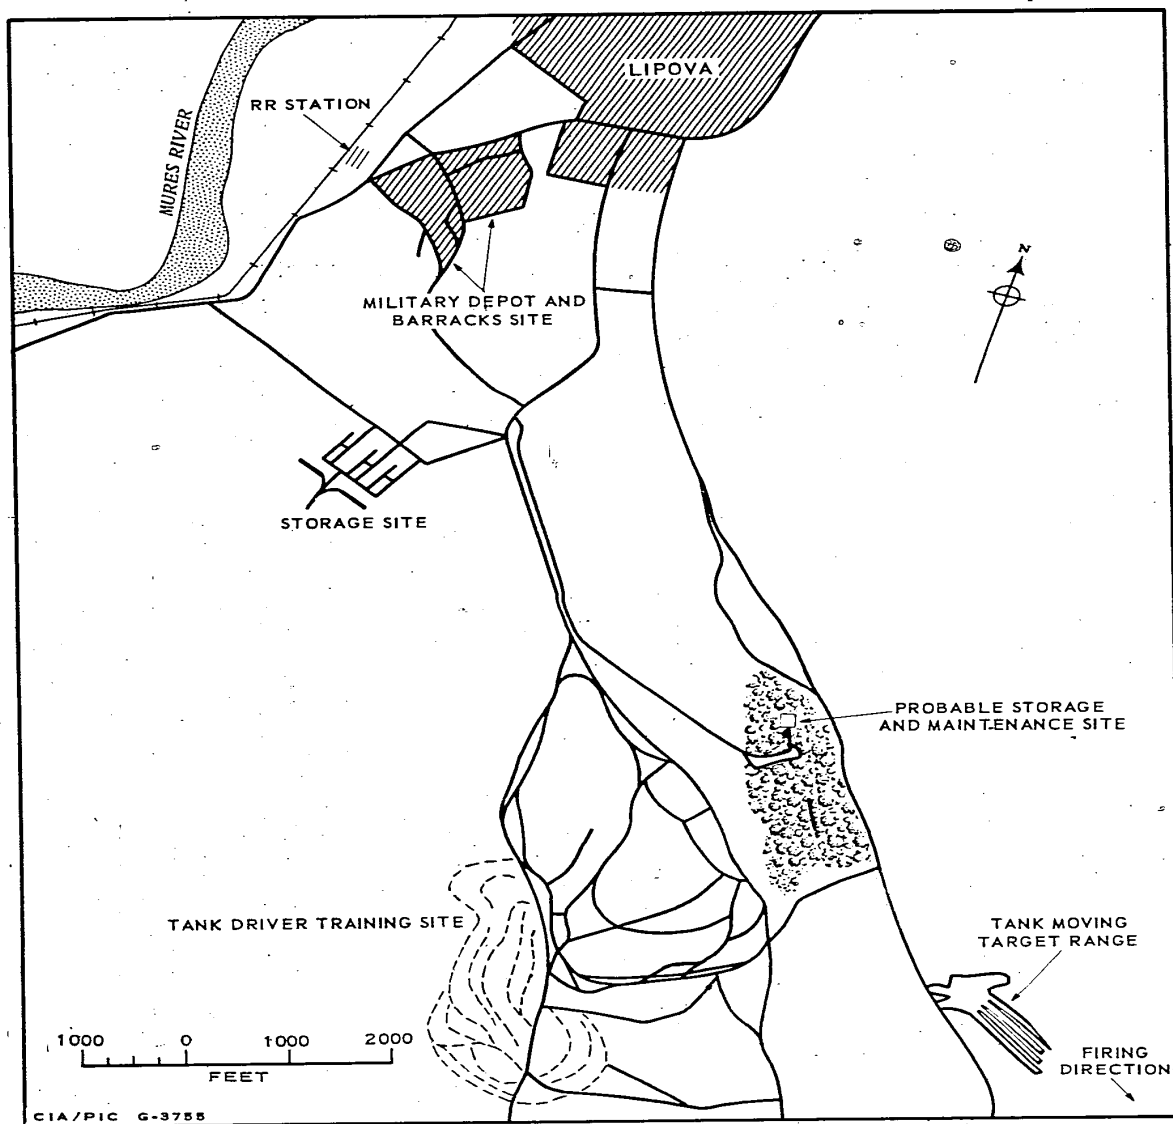 LIPOVA
RR STATION
MURES RIVER
N
MILITARY DEPOT AND
BARRACKS SITE
STORAGE SITE
PROBABLE STORAGE
AND MAINTENANCE SITE
TANK DRIVER TRAINING SITE
TANK MOVING
TARGET RANGE
1000 0 1000 2000
FEET
FIRING
DIRECTION
CIA/PIC G-3755